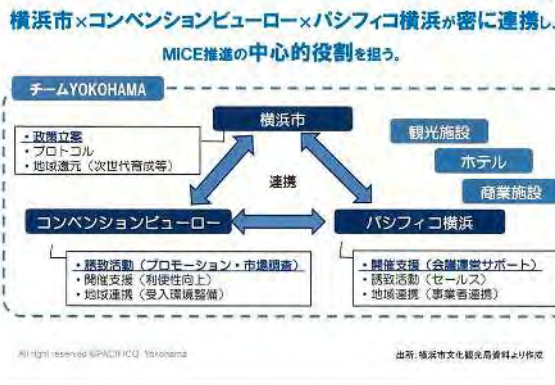 横浜市×コンベンションビューロー×パシフィコ横浜が密に連携し、
MICE推進の中心的役割を担う。
チームYOKOHAMA
横浜市
・政策立案
・プロトコル
・地域還元（次世代育成等）
観光施設
ホテル
商業施設
連携
コンベンションビューロー
パシフィコ横浜
・誘致活動（プロモーション・市場調査）
・開催支援（利便性向上）
・地域連携（受入環境整備）
・開催支援（会議運営サポート）
・誘致活動（セールス）
・地域連携（事業者連携）
All right reserved ©PACIFICO Yokohama
出所：横浜市文化観光局資料より作成